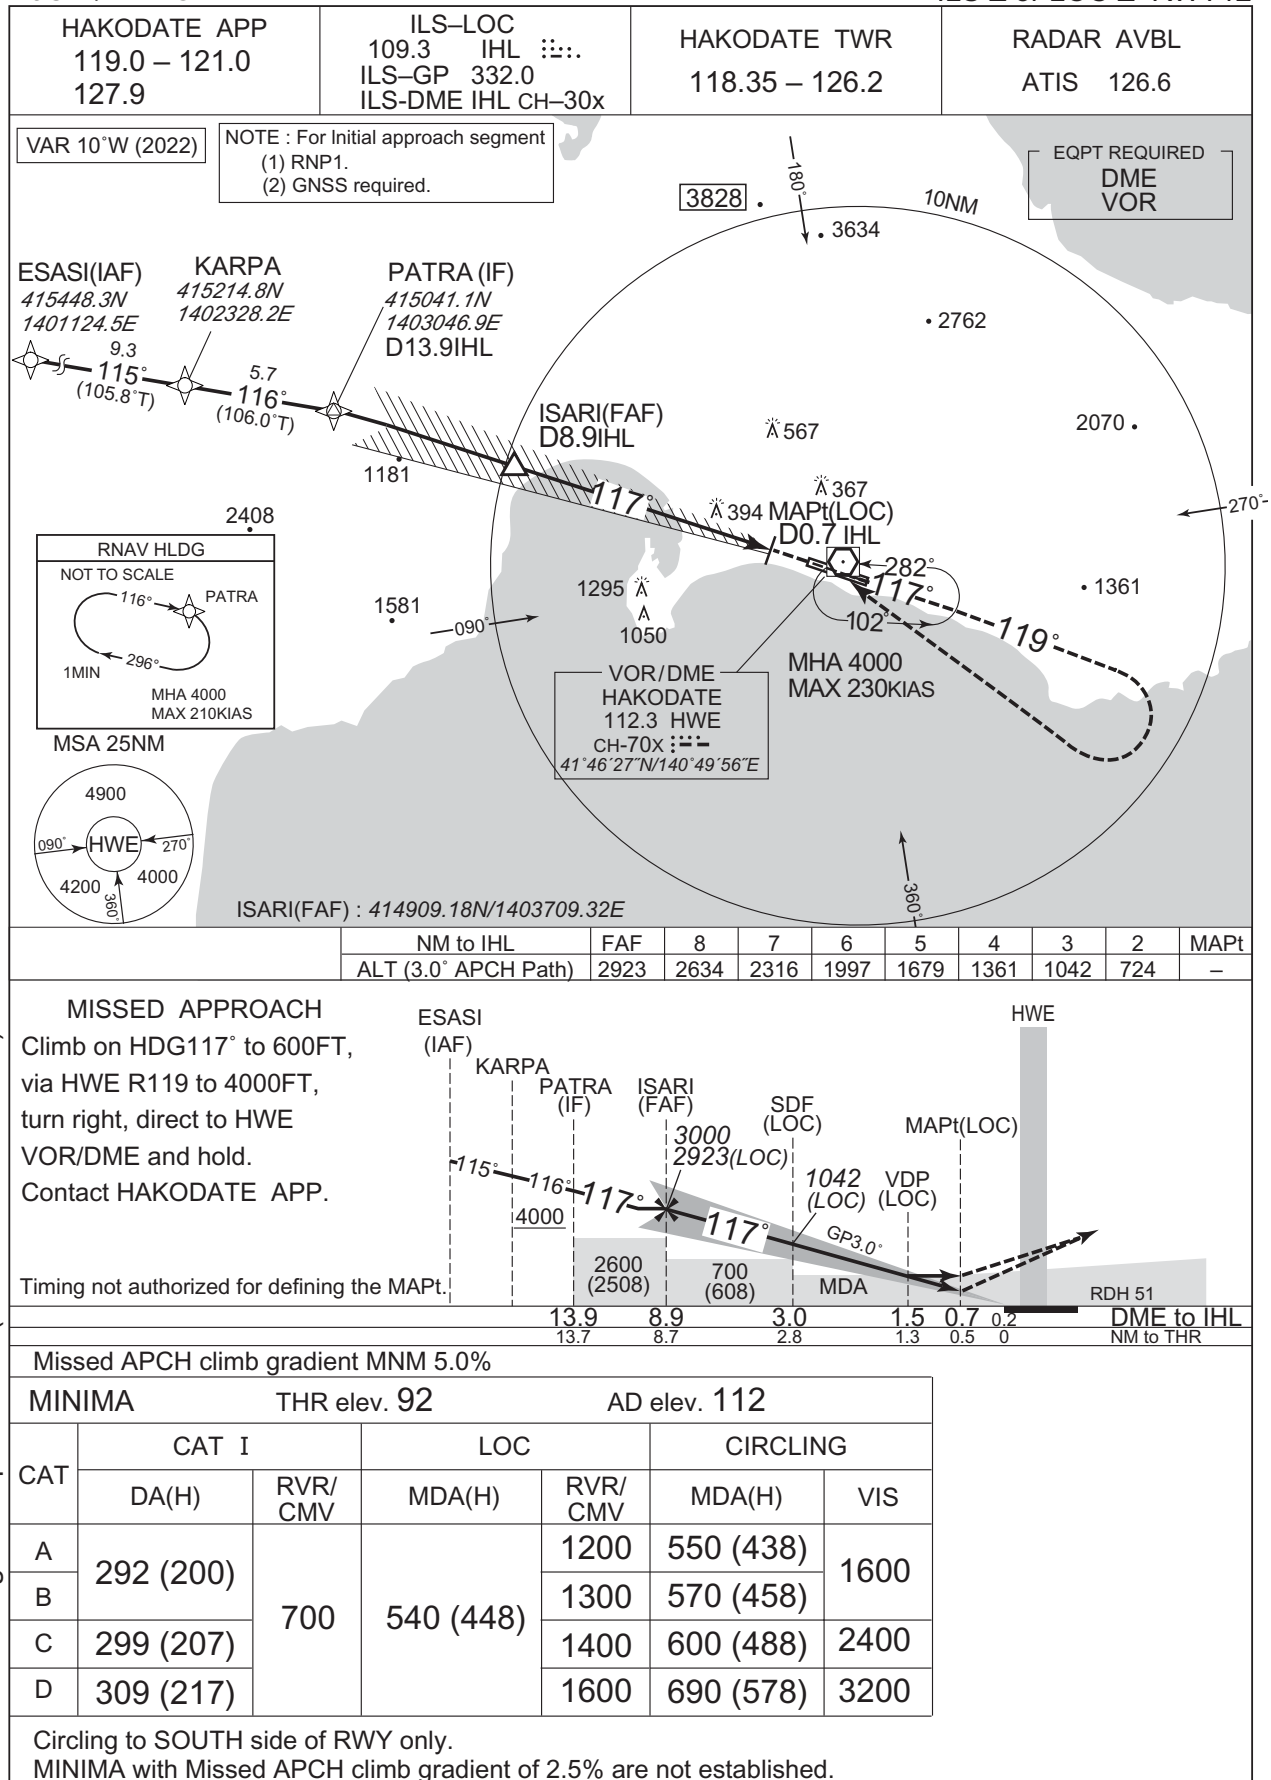 HAKODATE APP
119.0 – 121.0
127.9
ILS–LOC
109.3 IHL
ILS–GP 332.0
ILS-DME IHL CH–30x
HAKODATE TWR
118.35 – 126.2
RADAR AVBL
ATIS 126.6
VAR 10°W (2022)
NOTE : For Initial approach segment
(1) RNP1.
(2) GNSS required.
EQPT REQUIRED
DME
VOR
180°
3828
10NM
3634
ESASI(IAF)
415448.3N
1401124.5E
KARPA
415214.8N
1402328.2E
PATRA (IF)
415041.1N
1403046.9E
D13.9IHL
2762
9.3
115°
(105.8°T)
5.7
116°
(106.0°T)
ISARI(FAF)
D8.9IHL
567
2070
1181
117°
367
394
MAPt(LOC)
D0.7 IHL
270°
2408
RNAV HLDG
NOT TO SCALE
116°
PATRA
296°
1MIN
MHA 4000
MAX 210KIAS
282°
117°
1295
1361
1581
090°
1050
102°
119°
MHA 4000
MAX 230KIAS
VOR/DME
HAKODATE
112.3 HWE
CH-70X
41°46′27″N/140°49′56″E
MSA 25NM
4900
090°
HWE
270°
4200
4000
360°
360°
ISARI(FAF) : 414909.18N/1403709.32E
NM to IHL FAF 8 7 6 5 4 3 2 MAPt
ALT (3.0° APCH Path) 2923 2634 2316 1997 1679 1361 1042 724 –
MISSED APPROACH
Climb on HDG117° to 600FT,
via HWE R119 to 4000FT,
turn right, direct to HWE
VOR/DME and hold.
Contact HAKODATE APP.
Timing not authorized for defining the MAPt.
ESASI
(IAF)
KARPA
PATRA
(IF)
ISARI
(FAF)
3000
2923(LOC)
SDF
(LOC)
1042
(LOC)
VDP
(LOC)
MAPt(LOC)
HWE
115°
116°
117°
117°
GP3.0°
4000
2600
(2508)
700
(608)
MDA
RDH 51
13.9 8.9 3.0 1.5 0.7 0.2 DME to IHL
13.7 8.7 2.8 1.3 0.5 0 NM to THR
Missed APCH climb gradient MNM 5.0%
MINIMA THR elev. 92 AD elev. 112
CAT CAT I LOC CIRCLING
DA(H) RVR/CMV MDA(H) RVR/CMV MDA(H) VIS
A 292 (200) 700 540 (448) 1200 550 (438) 1600
B 1300 570 (458)
C 299 (207) 1400 600 (488) 2400
D 309 (217) 1600 690 (578) 3200
Circling to SOUTH side of RWY only.
MINIMA with Missed APCH climb gradient of 2.5% are not established.